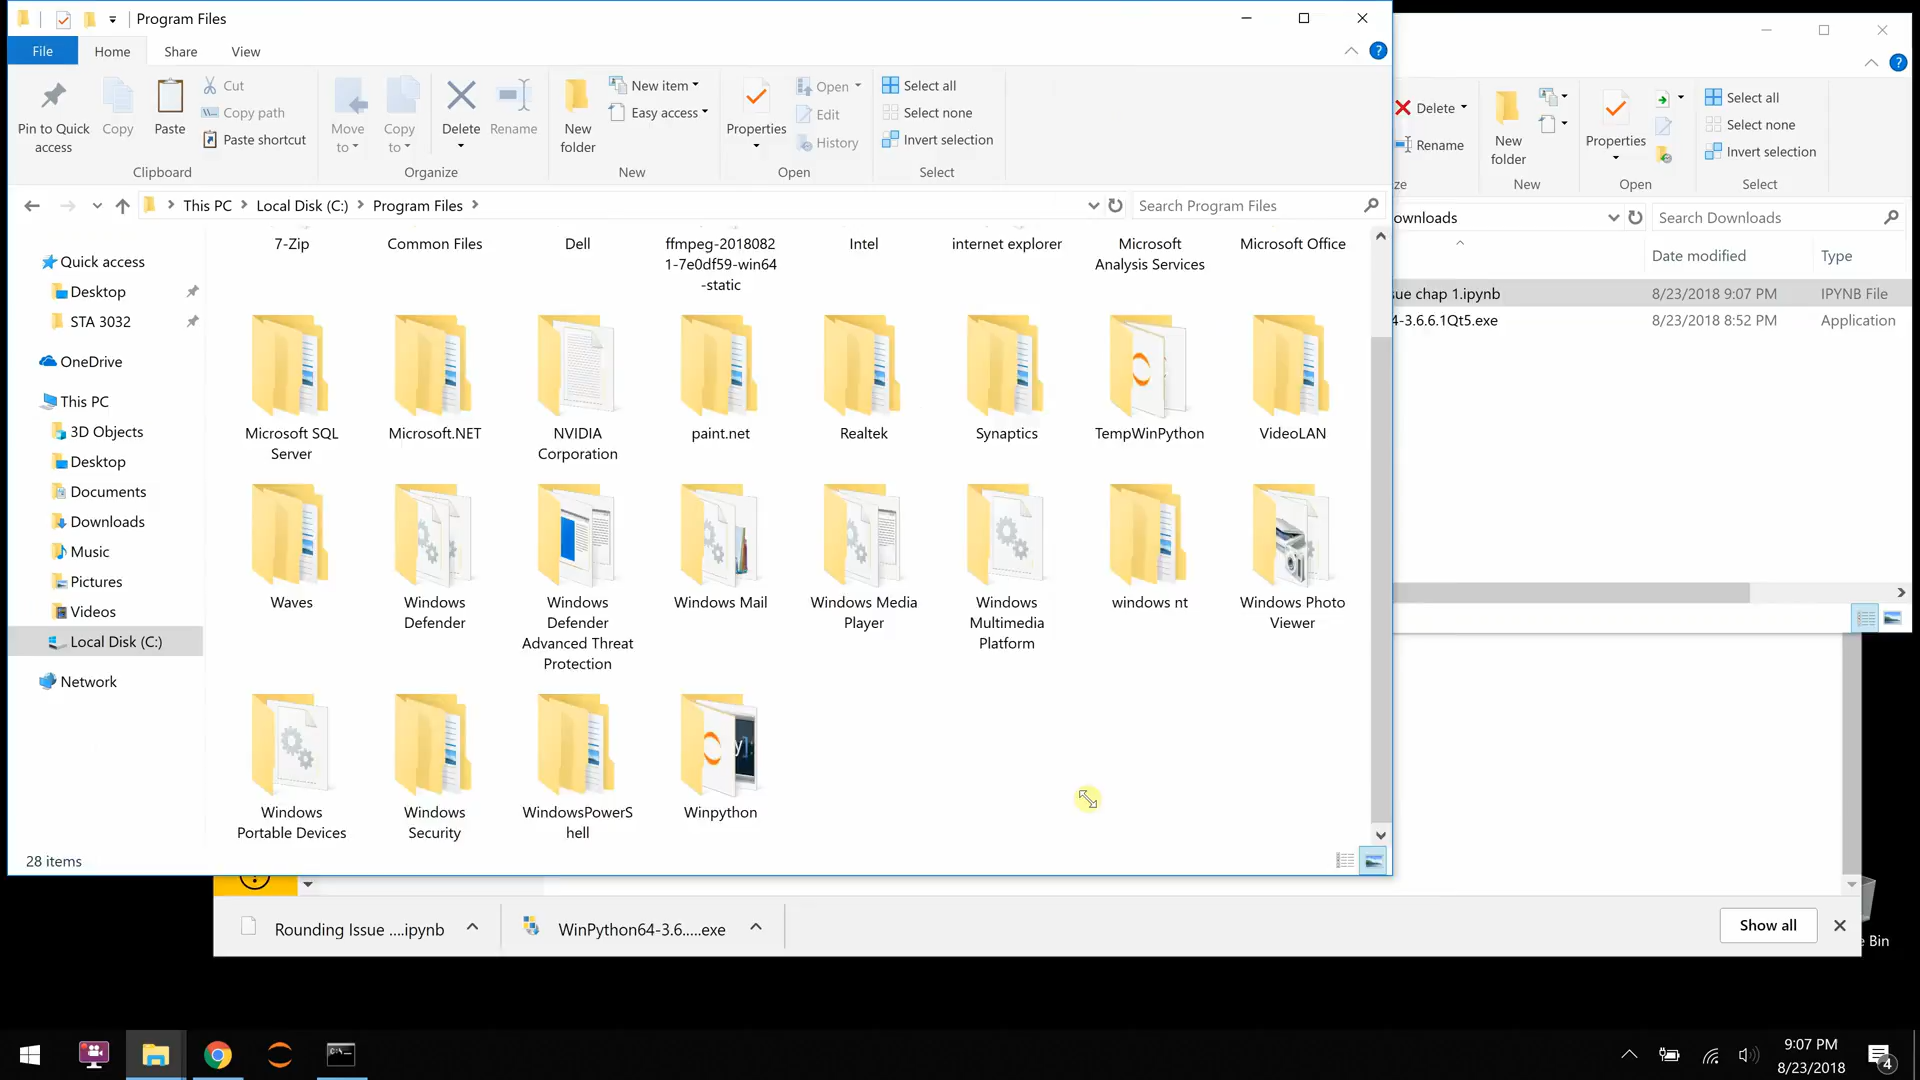 Program Files
File
Home
Share
View
Pin to Quick
access
Copy
Paste
Cut
Copy path
Paste shortcut
Clipboard
Move
to
Copy
to
Delete
Rename
Organize
New
folder
New item
Easy access
New
Properties
Open
Edit
History
Open
Select all
Select none
Invert selection
Select
This PC
Local Disk (C:)
Program Files
Search Program Files
Quick access
Desktop
STA 3032
OneDrive
This PC
3D Objects
Desktop
Documents
Downloads
Music
Pictures
Videos
Local Disk (C:)
Network
7-Zip
Common Files
Dell
ffmpeg-2018082
1-7e0df59-win64
-static
Intel
internet explorer
Microsoft
Analysis Services
Microsoft Office
Microsoft SQL
Server
Microsoft.NET
NVIDIA
Corporation
paint.net
Realtek
Synaptics
TempWinPython
VideoLAN
Waves
Windows
Defender
Windows
Defender
Advanced Threat
Protection
Windows Mail
Windows Media
Player
Windows
Multimedia
Platform
windows nt
Windows Photo
Viewer
Windows
Portable Devices
Windows
Security
WindowsPowerS
hell
Winpython
28 items
Delete
Rename
ze
New
folder
New
Properties
Open
Select all
Select none
Invert selection
Select
ownloads
Search Downloads
Date modified
Type
sue chap 1.ipynb
8/23/2018 9:07 PM
IPYNB File
4-3.6.6.1Qt5.exe
8/23/2018 8:52 PM
Application
Rounding Issue ....ipynb
WinPython64-3.6.....exe
Show all
e Bin
9:07 PM
8/23/2018
4